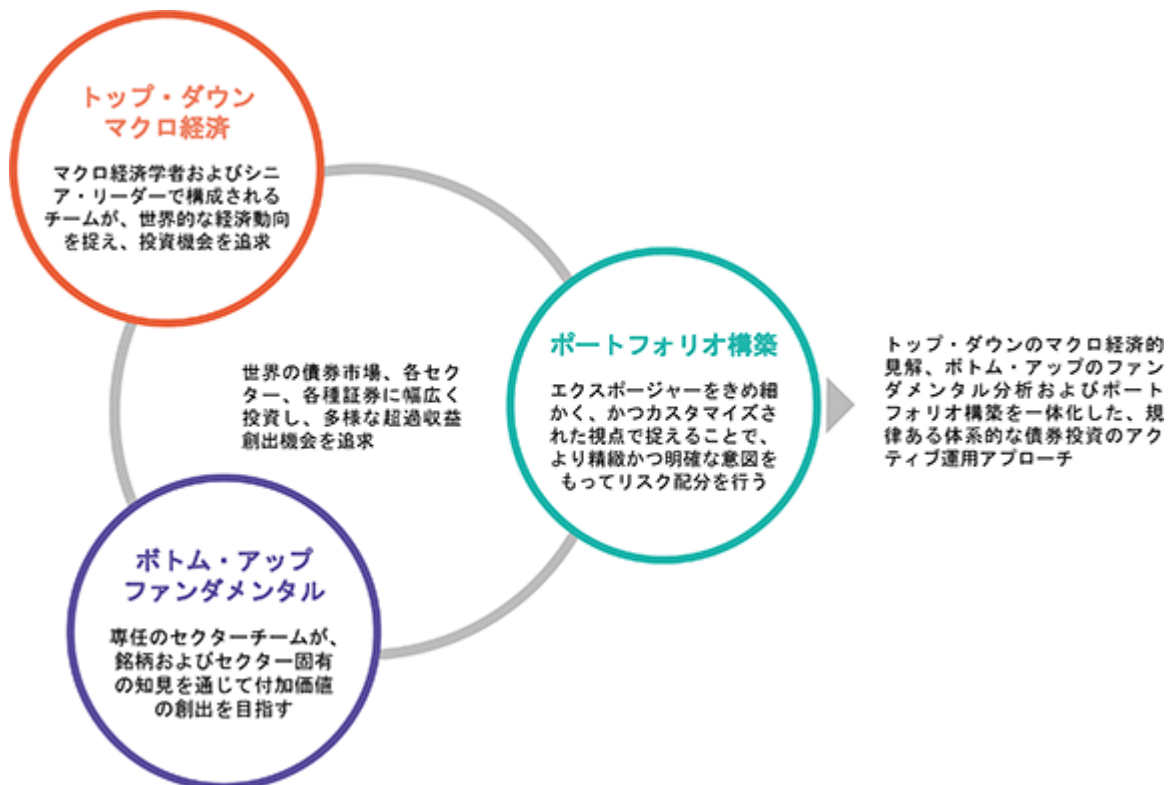 トップ・ダウン
マクロ経済
マクロ経済学者およびシニ
ア・リーダーで構成される
チームが、世界的な経済動向
を捉え、投資機会を追求
世界の債券市場、各セク
ター、各種証券に幅広く
投資し、多様な超過収益
創出機会を追求
ボトム・アップ
ファンダメンタル
専任のセクターチームが、
銘柄およびセクター固有
の知見を通じて付加価値
の創出を目指す
ポートフォリオ構築
エクスポージャーをきめ細
かく、かつカスタマイズさ
れた視点で捉えることで、
より精緻かつ明確な意図を
もってリスク配分を行う
トップ・ダウンのマクロ経済的
見解、ボトム・アップのファン
ダメンタル分析およびポート
フォリオ構築を一体化した、規
律ある体系的な債券投資のアク
ティブ運用アプローチ